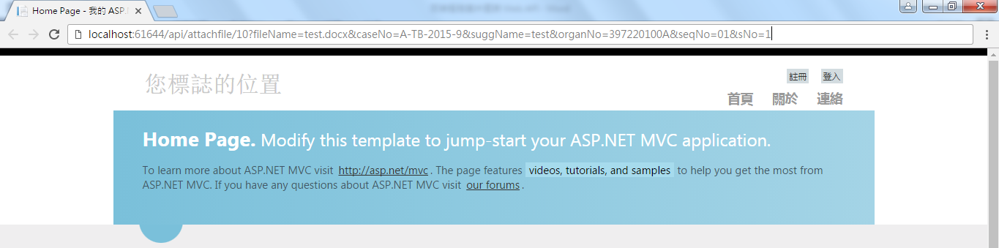 Home Page - 我的 ASP.
localhost:61644/api/attachfile/10?fileName=test.docx&caseNo=A-TB-2015-9&suggName=test&organNo=397220100A&seqNo=01&sNo=1
註冊 登入
您標誌的位置
首頁 關於 連絡
Home Page. Modify this template to jump-start your ASP.NET MVC application.
To learn more about ASP.NET MVC visit http://asp.net/mvc . The page features videos, tutorials, and samples to help you get the most from
ASP.NET MVC. If you have any questions about ASP.NET MVC visit our forums .